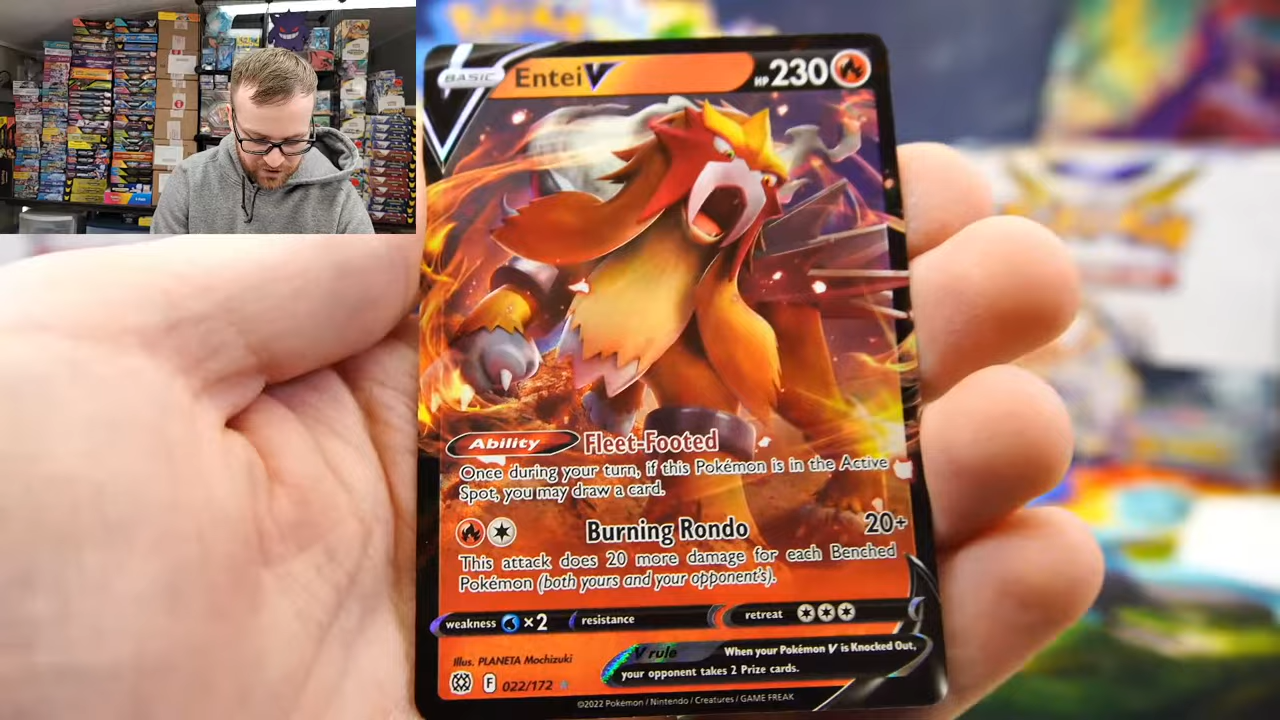 BASIC
Entei V
HP 230
Ability
Fleet-Footed
Once during your turn, if this Pokémon is in the Active
Spot, you may draw a card.
Burning Rondo
20+
This attack does 20 more damage for each Benched
Pokémon (both yours and your opponent's).
weakness ×2
resistance
retreat
Illus. PLANETA Mochizuki
V rule
When your Pokémon V is Knocked Out,
your opponent takes 2 Prize cards.
F 022/172 ★
©2022 Pokémon / Nintendo / Creatures / GAME FREAK